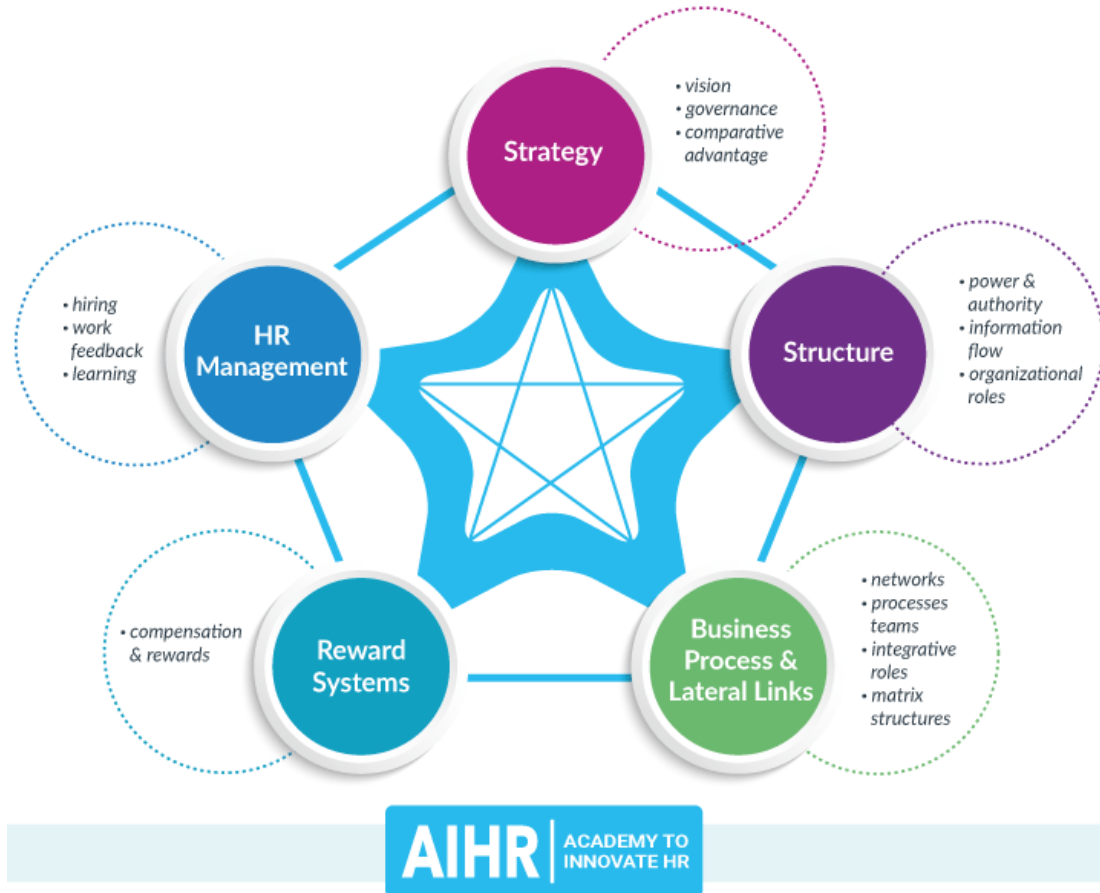 Strategy
• vision
• governance
• comparative
advantage
HR
Management
• hiring
• work
feedback
• learning
Structure
• power &
authority
• information
flow
• organizational
roles
Reward
Systems
• compensation
& rewards
Business
Process &
Lateral Links
• networks
• processes
teams
• integrative
roles
• matrix
structures
AIHR
ACADEMY TO
INNOVATE HR